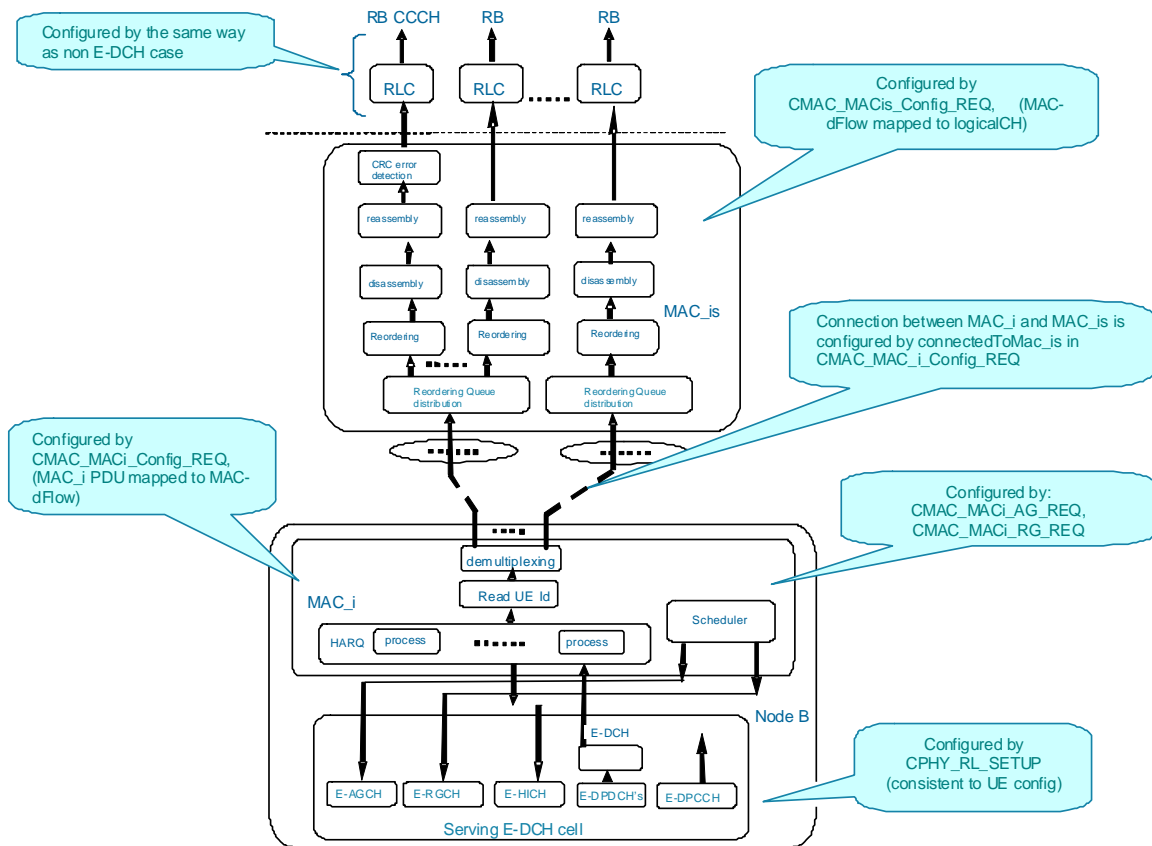 RB CCCH
RB
RB
Configured by the same way
as non E-DCH case
RLC
RLC
RLC
Configured by
CMAC_MACis_Config_REQ, (MAC-
dFlow mapped to logicalCH)
CRC error
detection
reassembly
reassembly
reassembly
disassembly
disassembly
disassembly
MAC_is
Reordering
Reordering
Reordering
Reordering Queue
distribution
Reordering Queue
distribution
Connection between MAC_i and MAC_is is
configured by connectedToMac_is in
CMAC_MAC_i_Config_REQ
Configured by
CMAC_MACi_Config_REQ,
(MAC_i PDU mapped to MAC-
dFlow)
Configured by:
CMAC_MACi_AG_REQ,
CMAC_MACi_RG_REQ
demultiplexing
Read UE Id
MAC_i
Scheduler
HARQ
process
process
Node B
E-DCH
E-AGCH
E-RGCH
E-HICH
E-DPDCH's
E-DPCCH
Serving E-DCH cell
Configured by
CPHY_RL_SETUP
(consistent to UE config)